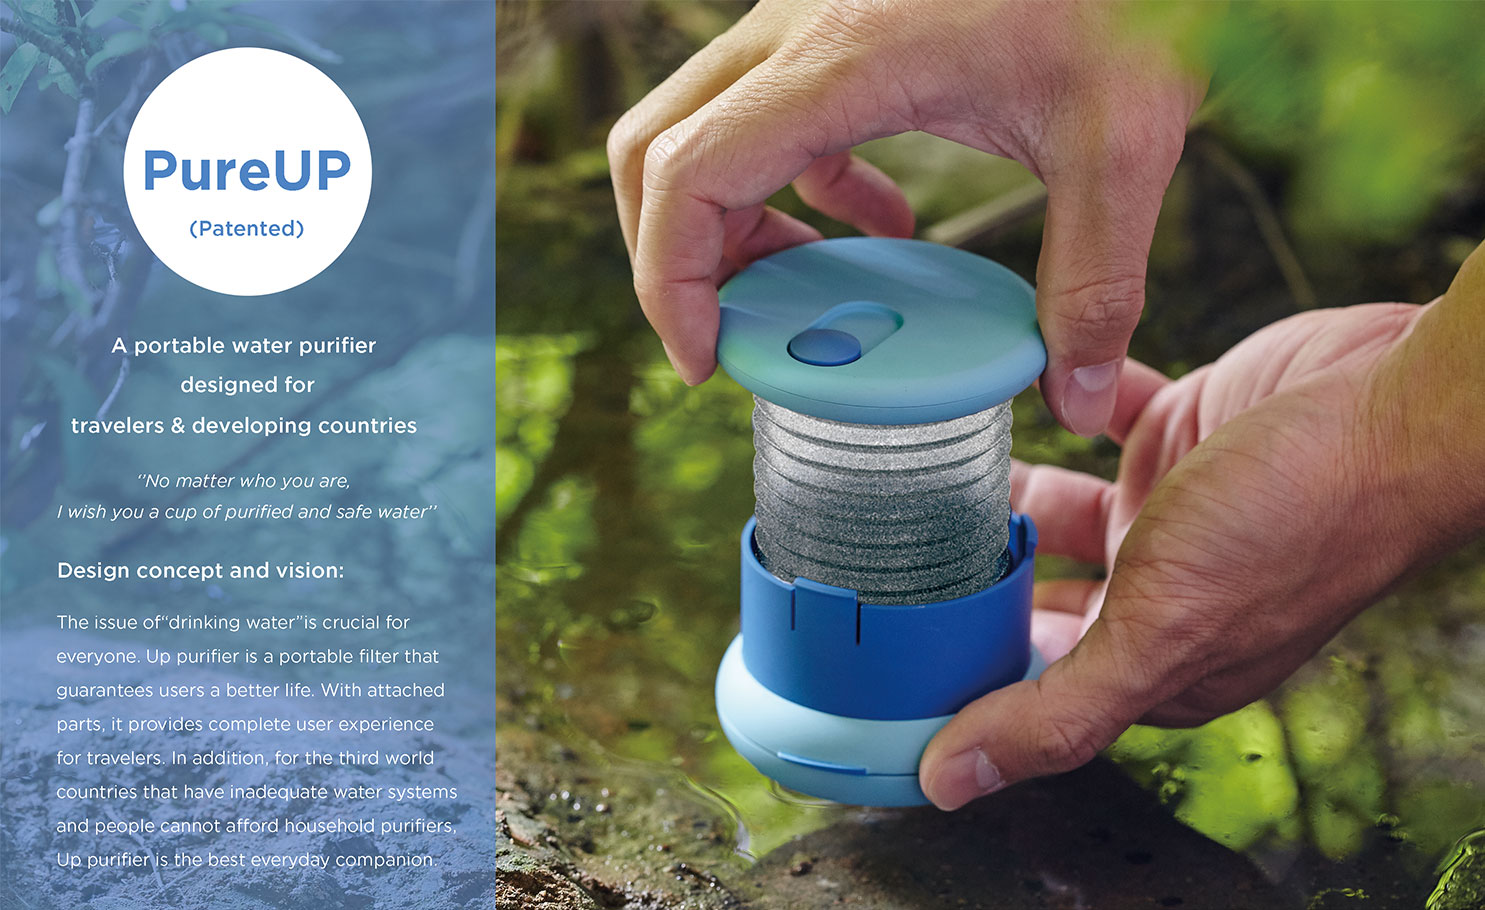 PureUP
(Patented)
A portable water purifier
designed for
travelers & developing countries
“No matter who you are,
I wish you a cup of purified and safe water”
Design concept and vision:
The issue of“drinking water”is crucial for
everyone. Up purifier is a portable filter that
guarantees users a better life. With attached
parts, it provides complete user experience
for travelers. In addition, for the third world
countries that have inadequate water systems
and people cannot afford household purifiers,
Up purifier is the best everyday companion.